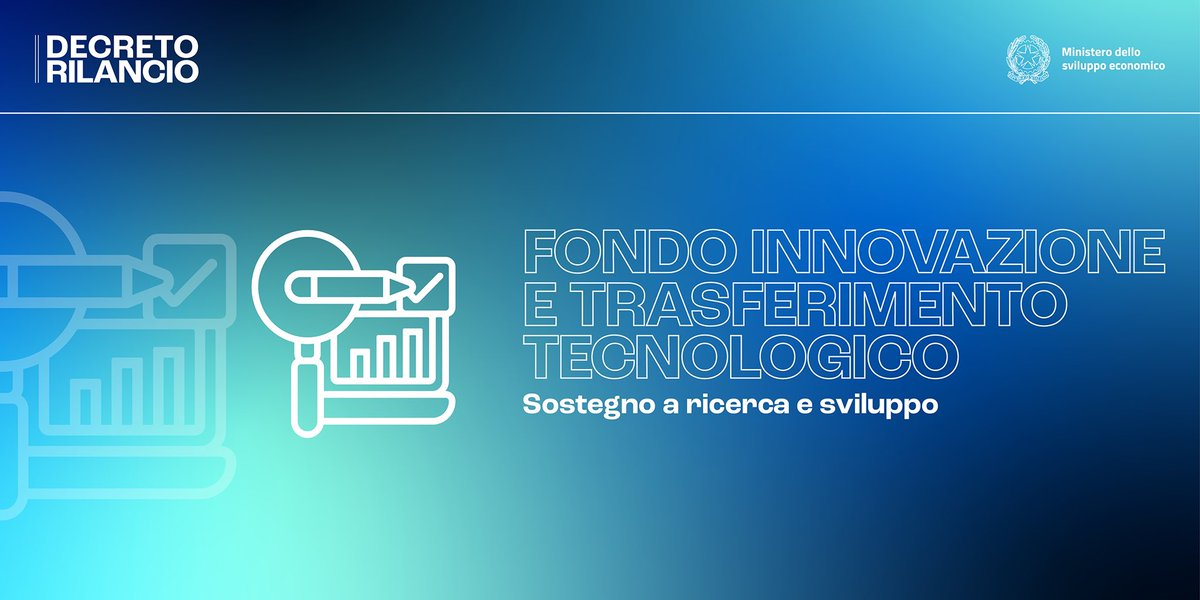 DECRETO
RILANCIO
Ministero dello
sviluppo economico
FONDO INNOVAZIONE
E TRASFERIMENTO
TECNOLOGICO
Sostegno a ricerca e sviluppo